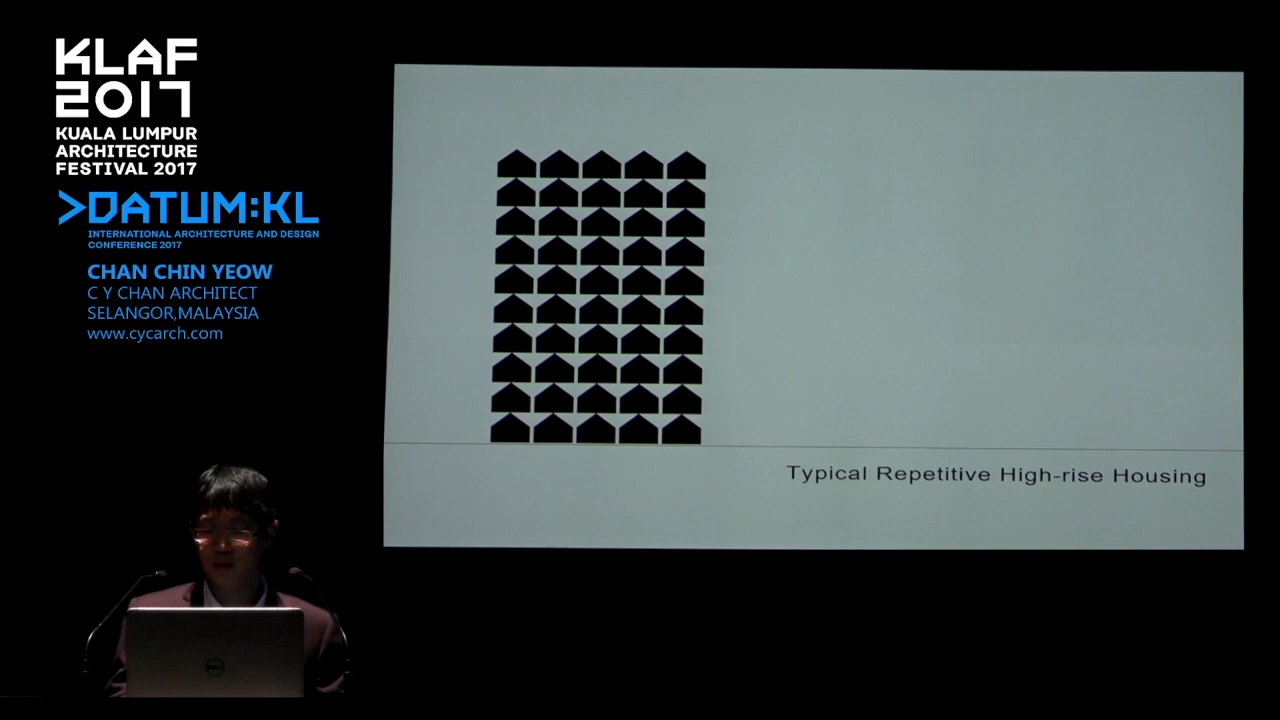 KLAF
2017
KUALA LUMPUR
ARCHITECTURE
FESTIVAL 2017
>DATUM:KL
INTERNATIONAL ARCHITECTURE AND DESIGN
CONFERENCE 2017
CHAN CHIN YEOW
C Y CHAN ARCHITECT
SELANGOR,MALAYSIA
www.cycarch.com
Typical Repetitive High-rise Housing
DELL